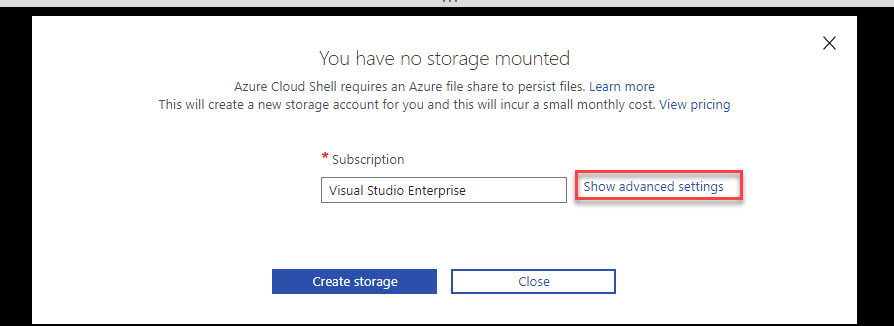 You have no storage mounted
Azure Cloud Shell requires an Azure file share to persist files. Learn more
This will create a new storage account for you and this will incur a small monthly cost. View pricing
* Subscription
Visual Studio Enterprise
Show advanced settings
Create storage
Close